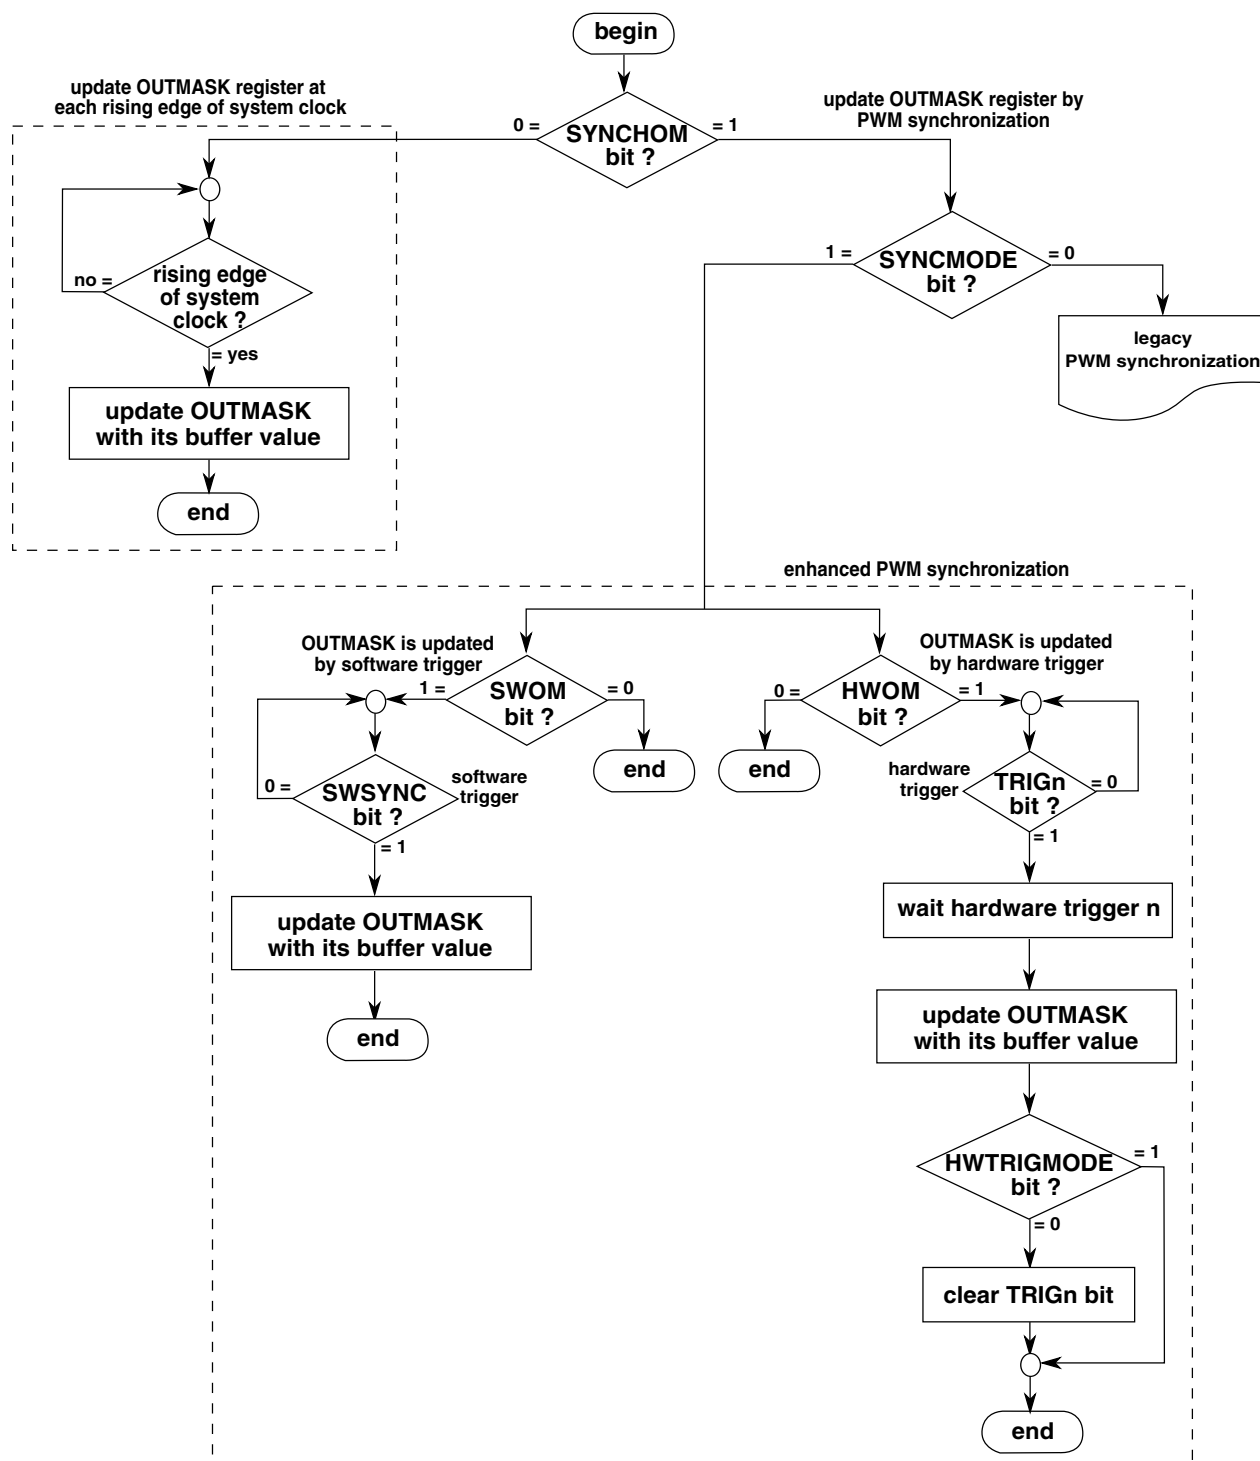 begin
update OUTMASK register at
each rising edge of system clock
update OUTMASK register by
PWM synchronization
0 =
SYNCHOM
bit ?
= 1
1 =
SYNCMODE
bit ?
= 0
no =
rising edge
of system
clock ?
= yes
legacy
PWM synchronization
update OUTMASK
with its buffer value
end
enhanced PWM synchronization
OUTMASK is updated
by software trigger
OUTMASK is updated
by hardware trigger
1 =
SWOM
bit ?
= 0
0 =
HWOM
bit ?
= 1
end
end
0 =
SWSYNC
bit ?
software
trigger
= 1
hardware
trigger
TRIGn
bit ?
= 0
= 1
update OUTMASK
with its buffer value
end
wait hardware trigger n
update OUTMASK
with its buffer value
HWTRIGMODE
bit ?
= 1
= 0
clear TRIGn bit
end